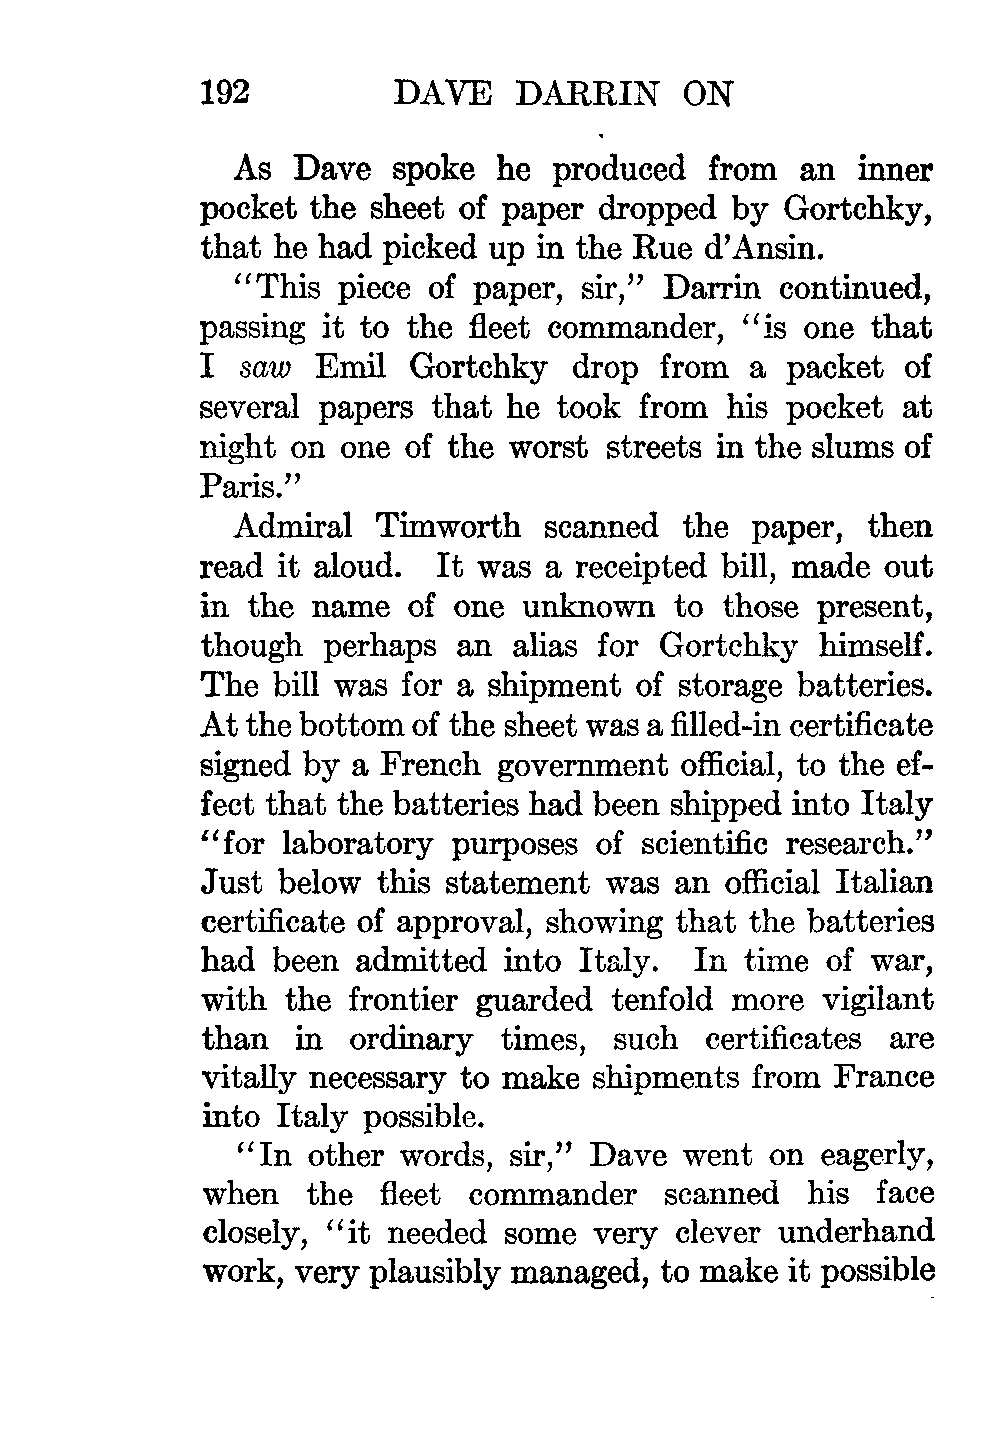 192 DAVE DARRIN ON
As Dave spoke he produced from an inner
pocket the sheet of paper dropped by Gortchky,
that he had picked up in the Rue d'Ansin.
“This piece of paper, sir,” Darrin continued,
passing it to the fleet commander, “is one that
I saw Emil Gortchky drop from a packet of
several papers that he took from his pocket at
night on one of the worst streets in the slums of
Paris.”
Admiral Timworth scanned the paper, then
read it aloud. It was a receipted bill, made out
in the name of one unknown to those present,
though perhaps an alias for Gortchky himself.
The bill was for a shipment of storage batteries.
At the bottom of the sheet was a filled-in certificate
signed by a French government official, to the ef-
fect that the batteries had been shipped into Italy
“for laboratory purposes of scientific research.”
Just below this statement was an official Italian
certificate of approval, showing that the batteries
had been admitted into Italy. In time of war,
with the frontier guarded tenfold more vigilant
than in ordinary times, such certificates are
vitally necessary to make shipments from France
into Italy possible.
“In other words, sir,” Dave went on eagerly,
when the fleet commander scanned his face
closely, “it needed some very clever underhand
work, very plausibly managed, to make it possible